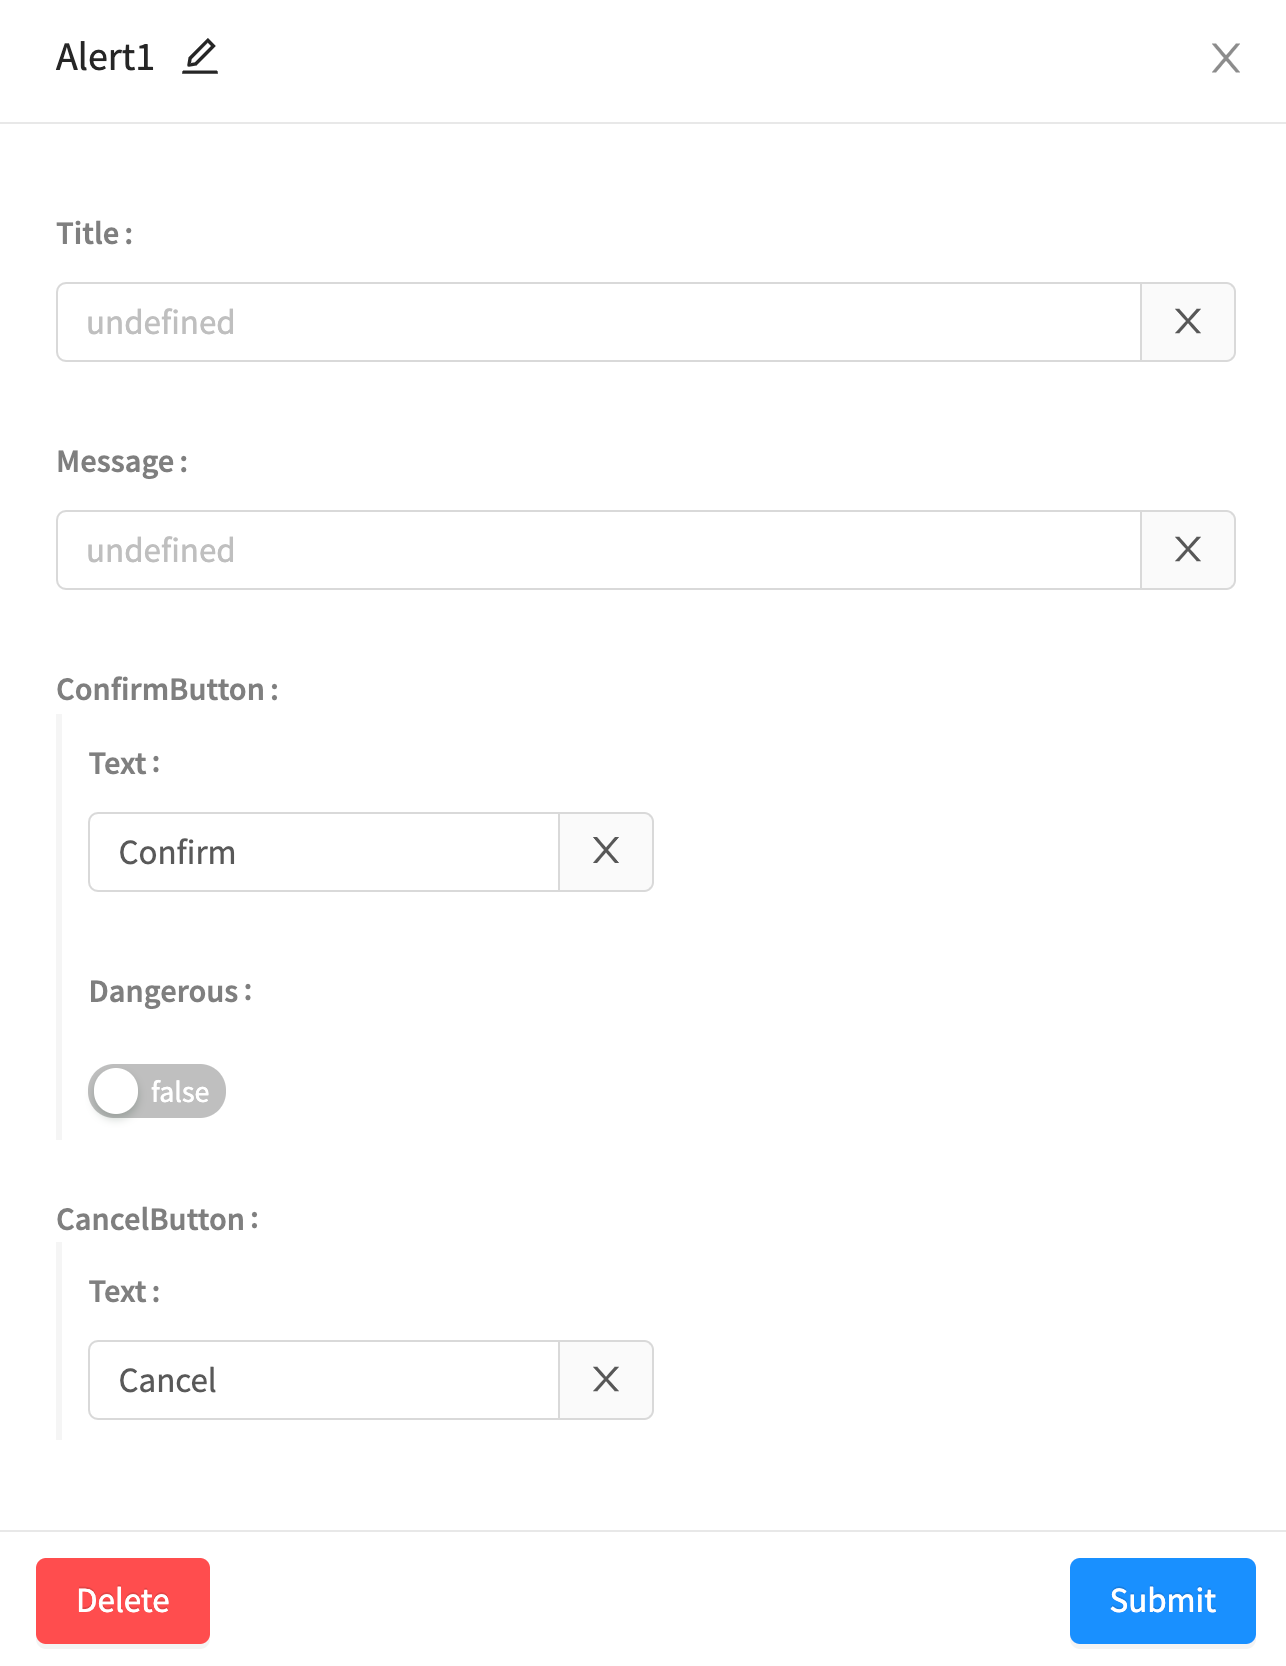 Alert1
Title :
undefined
Message :
undefined
ConfirmButton :
Text :
Confirm
Dangerous :
false
CancelButton :
Text :
Cancel
Delete
Submit